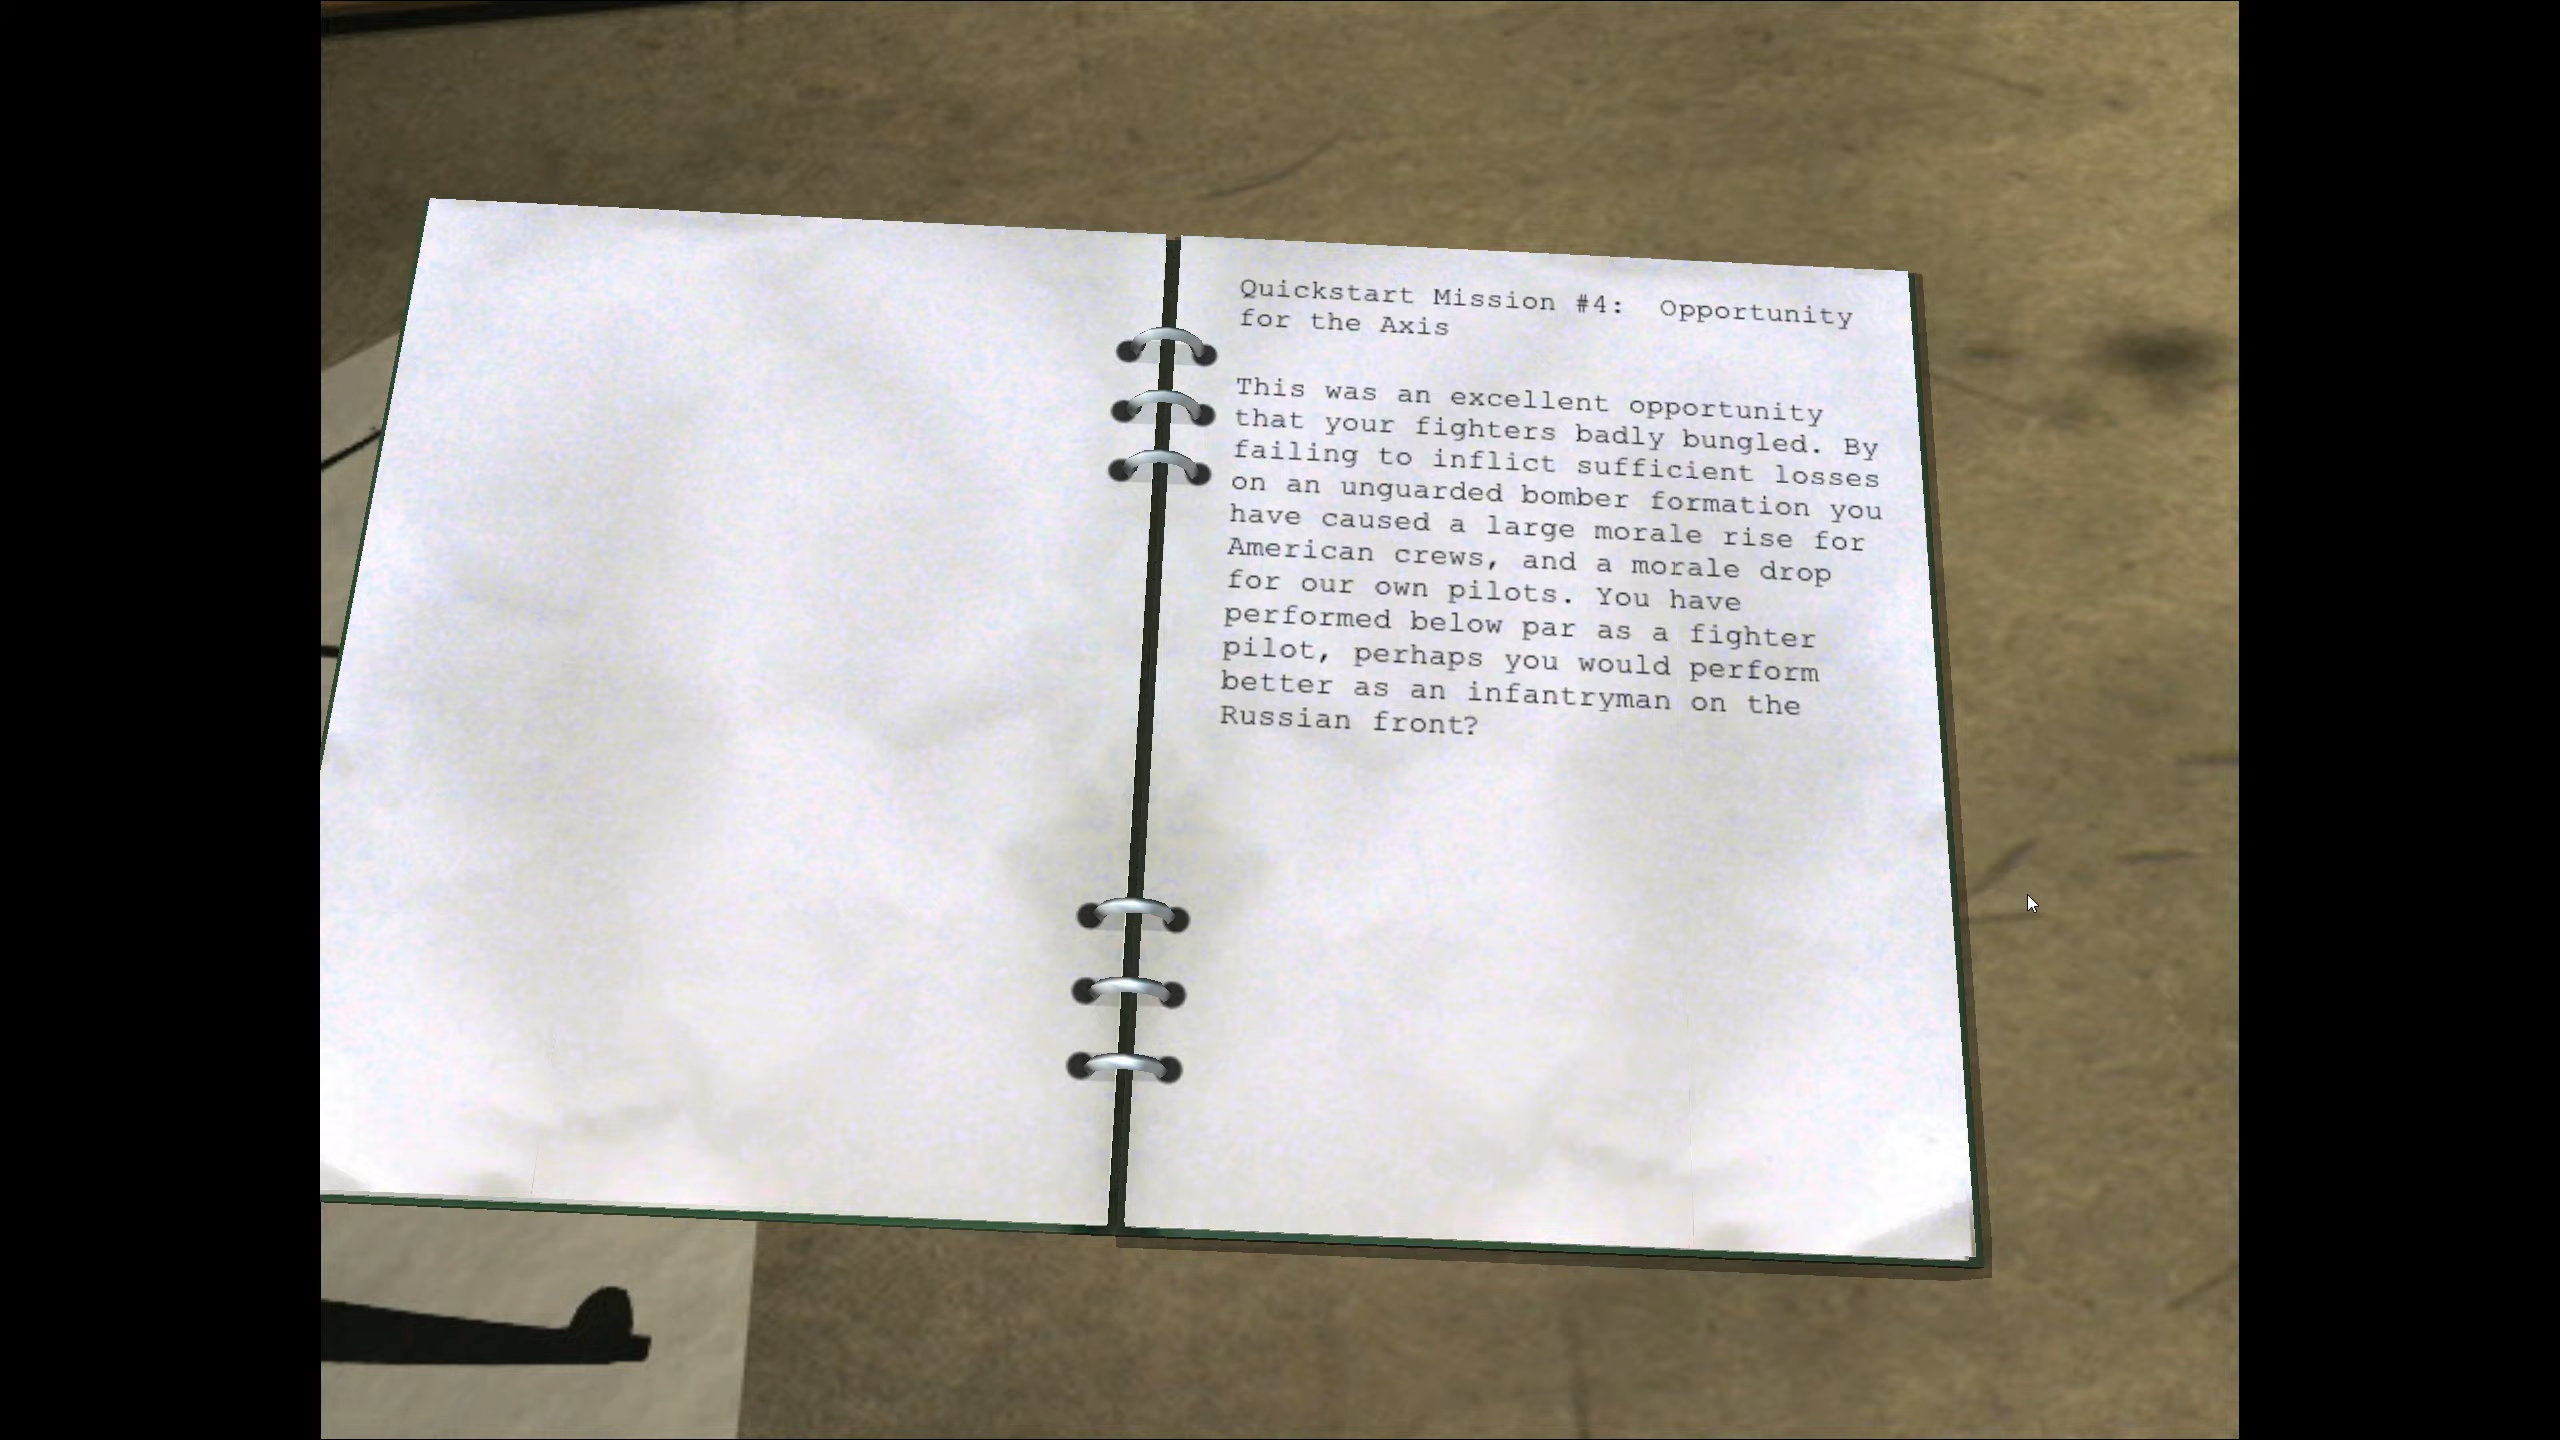 Quickstart Mission #4:  Opportunity
for the Axis
This was an excellent opportunity
that your fighters badly bungled. By
failing to inflict sufficient losses
on an unguarded bomber formation you
have caused a large morale rise for
American crews, and a morale drop
for our own pilots. You have
performed below par as a fighter
pilot, perhaps you would perform
better as an infantryman on the
Russian front?